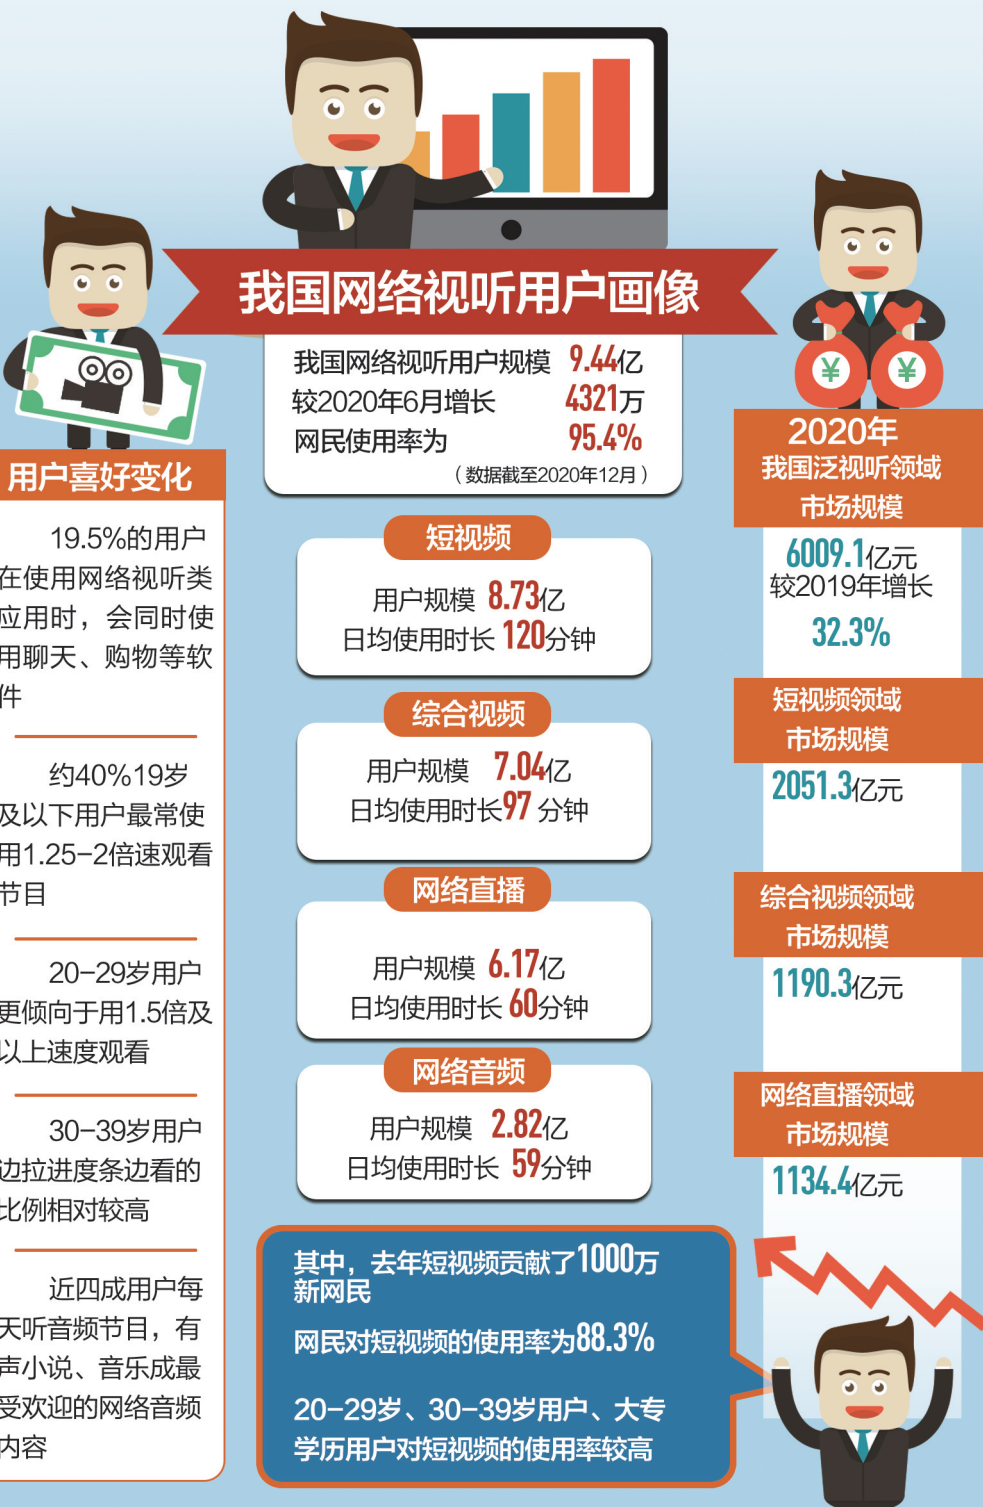 我国网络视听用户画像
我国网络视听用户规模 9.44亿
较2020年6月增长 4321万
网民使用率为 95.4%
（数据截至2020年12月）
用户喜好变化
19.5%的用户
在使用网络视听类
应用时，会同时使
用聊天、购物等软
件
约40%19岁
及以下用户最常使
用1.25-2倍速观看
节目
20-29岁用户
更倾向于用1.5倍及
以上速度观看
30-39岁用户
边拉进度条边看的
比例相对较高
近四成用户每
天听音频节目，有
声小说、音乐成最
受欢迎的网络音频
内容
短视频
用户规模 8.73亿
日均使用时长 120分钟
综合视频
用户规模 7.04亿
日均使用时长97 分钟
网络直播
用户规模 6.17亿
日均使用时长 60分钟
网络音频
用户规模 2.82亿
日均使用时长 59分钟
其中，去年短视频贡献了1000万
新网民
网民对短视频的使用率为88.3%
20-29岁、30-39岁用户、大专
学历用户对短视频的使用率较高
¥ ¥
2020年
我国泛视听领域
市场规模
6009.1亿元
较2019年增长
32.3%
短视频领域
市场规模
2051.3亿元
综合视频领域
市场规模
1190.3亿元
网络直播领域
市场规模
1134.4亿元